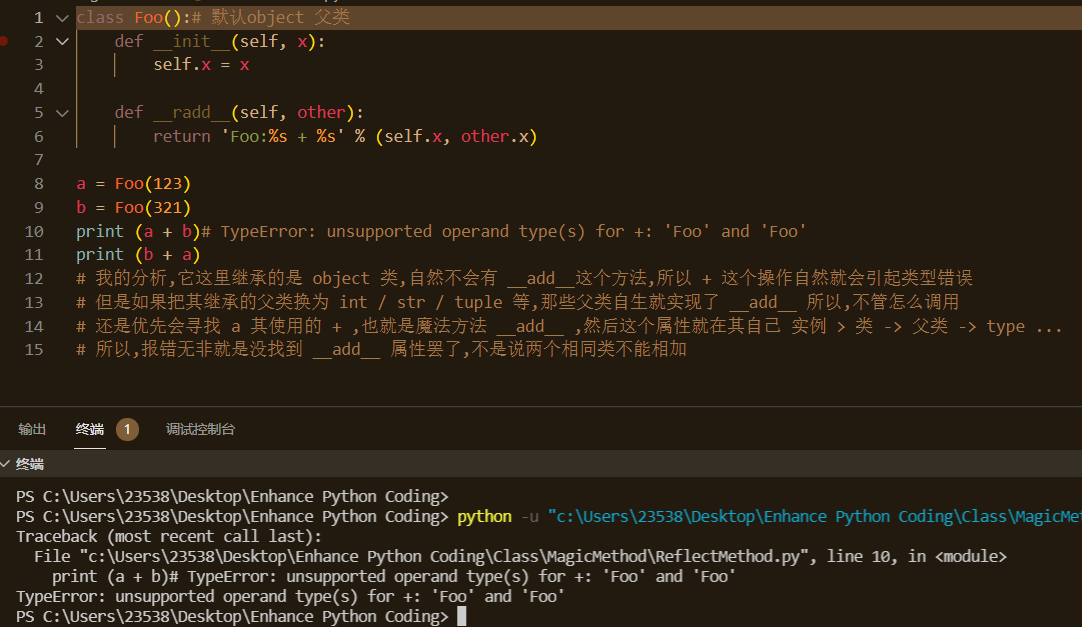 1 class Foo():# 默认object 父类
2     def __init__(self, x):
3         self.x = x
4
5     def __radd__(self, other):
6         return 'Foo:%s + %s' % (self.x, other.x)
7
8 a = Foo(123)
9 b = Foo(321)
10 print (a + b)# TypeError: unsupported operand type(s) for +: 'Foo' and 'Foo'
11 print (b + a)
12 # 我的分析,它这里继承的是 object 类,自然不会有 __add__这个方法,所以 + 这个操作自然就会引起类型错误
13 # 但是如果把其继承的父类换为 int / str / tuple 等,那些父类自生就实现了 __add__ 所以,不管怎么调用
14 # 还是优先会寻找 a 其使用的 + ,也就是魔法方法 __add__ ,然后这个属性就在其自己 实例 > 类 -> 父类 -> type ...
15 # 所以,报错无非就是没找到 __add__ 属性罢了,不是说两个相同类不能相加
输出 终端 1 调试控制台
终端
PS C:\Users\23538\Desktop\Enhance Python Coding>
PS C:\Users\23538\Desktop\Enhance Python Coding> python -u "c:\Users\23538\Desktop\Enhance Python Coding\Class\MagicMet
Traceback (most recent call last):
  File "c:\Users\23538\Desktop\Enhance Python Coding\Class\MagicMethod\ReflectMethod.py", line 10, in <module>
    print (a + b)# TypeError: unsupported operand type(s) for +: 'Foo' and 'Foo'
TypeError: unsupported operand type(s) for +: 'Foo' and 'Foo'
PS C:\Users\23538\Desktop\Enhance Python Coding>